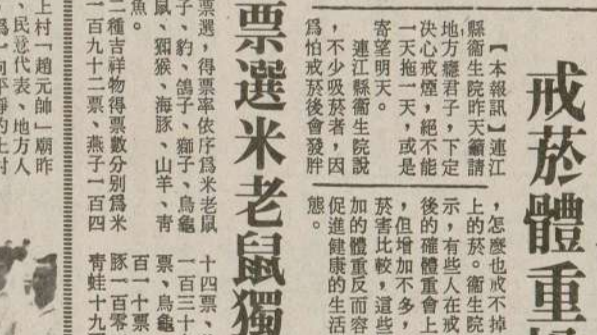 戒菸體重
【本報訊】連江
縣衛生院昨天籲請
地方癮君子，下定
決心戒煙，絕不能
一天拖一天，或是
寄望明天。
連江縣衛生院說
，不少吸菸者，因
爲怕戒菸後會發胖
，怎麼也戒不掉
上的菸。衛生院
示，有些人在戒
後的確體重會上
，但增加不多，
菸害比較，這些
加的體重反而容
促進健康的生活
態。
票選米老鼠獨
票選，得票率依序爲米老鼠
子、豹、鴿子、獅子、烏龜
鼠、獼猴、海豚、山羊、青
魚。
二種吉祥物得票數分別爲米
一百九十二票、燕子一百四
十四票、
一百三十
票、烏龜
百一十票
豚一百零
青蛙十九
上村「趙元帥」廟昨
、民意代表、地方人